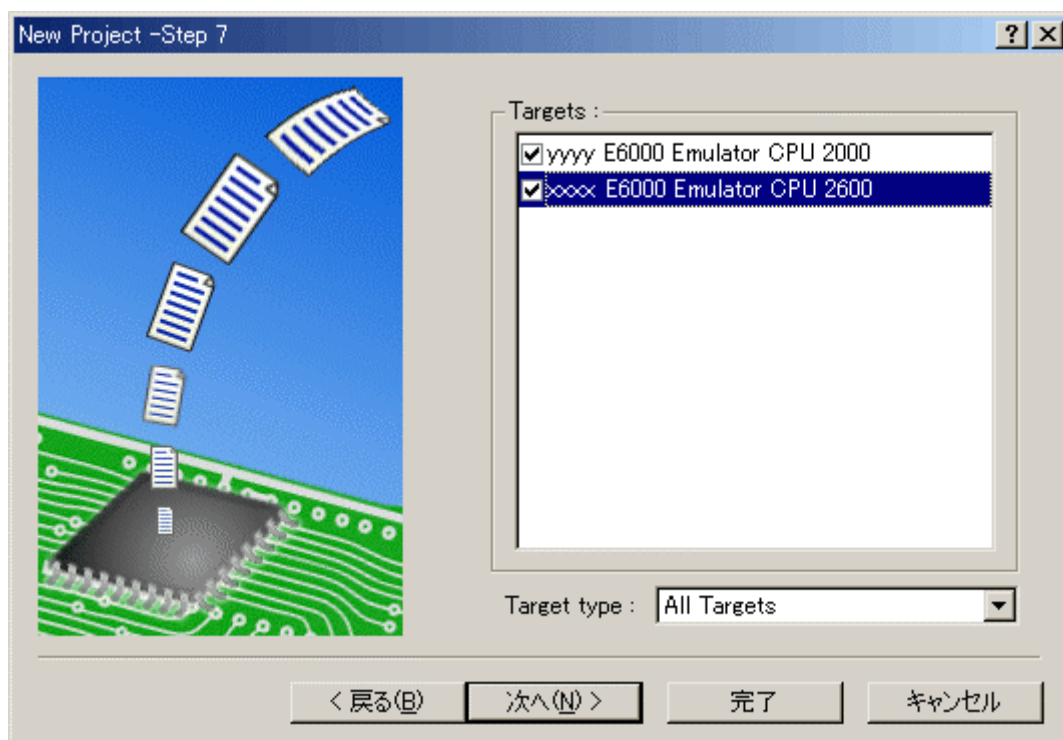 New Project -Step 7
Targets :
yyyy E6000 Emulator CPU 2000
xxxx E6000 Emulator CPU 2600
Target type : All Targets
< 戻る(B) 次へ(N) > 完了 キャンセル